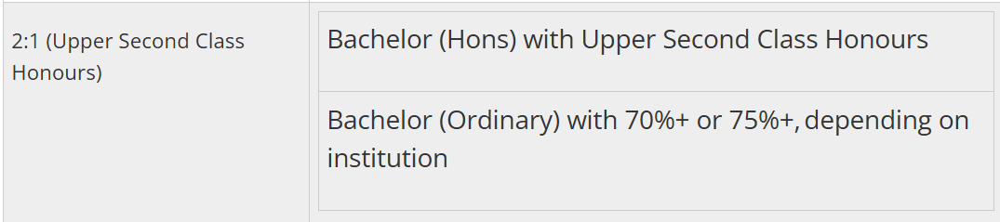 2:1 (Upper Second Class
Honours)
Bachelor (Hons) with Upper Second Class Honours
Bachelor (Ordinary) with 70%+ or 75%+, depending on
institution